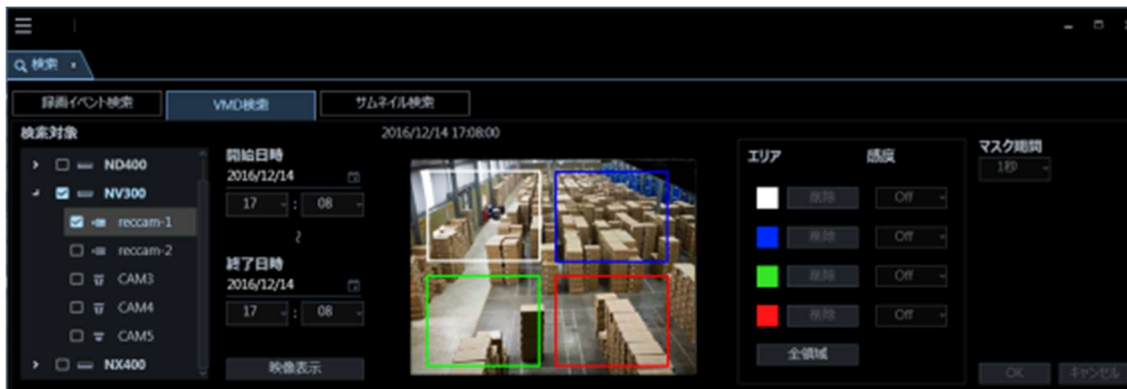 検索
録画イベント検索 VMD検索 サムネイル検索
検索対象
ND400
NV300
reccam-1
reccam-2
CAM3
CAM4
CAM5
NX400
開始日時
2016/12/14
17 : 08
~
終了日時
2016/12/14
17 : 08
映像表示
2016/12/14 17:08:00
エリア 感度
削除 Off
削除 Off
削除 Off
削除 Off
全領域
マスク期間
1秒
OK キャンセル